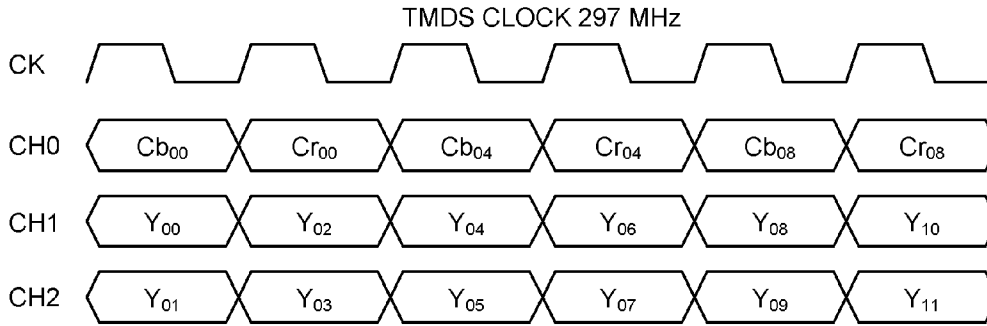 TMDS CLOCK 297 MHz
CK
CH0 Cb₀₀ Cr₀₀ Cb₀₄ Cr₀₄ Cb₀₈ Cr₀₈
CH1 Y₀₀ Y₀₂ Y₀₄ Y₀₆ Y₀₈ Y₁₀
CH2 Y₀₁ Y₀₃ Y₀₅ Y₀₇ Y₀₉ Y₁₁